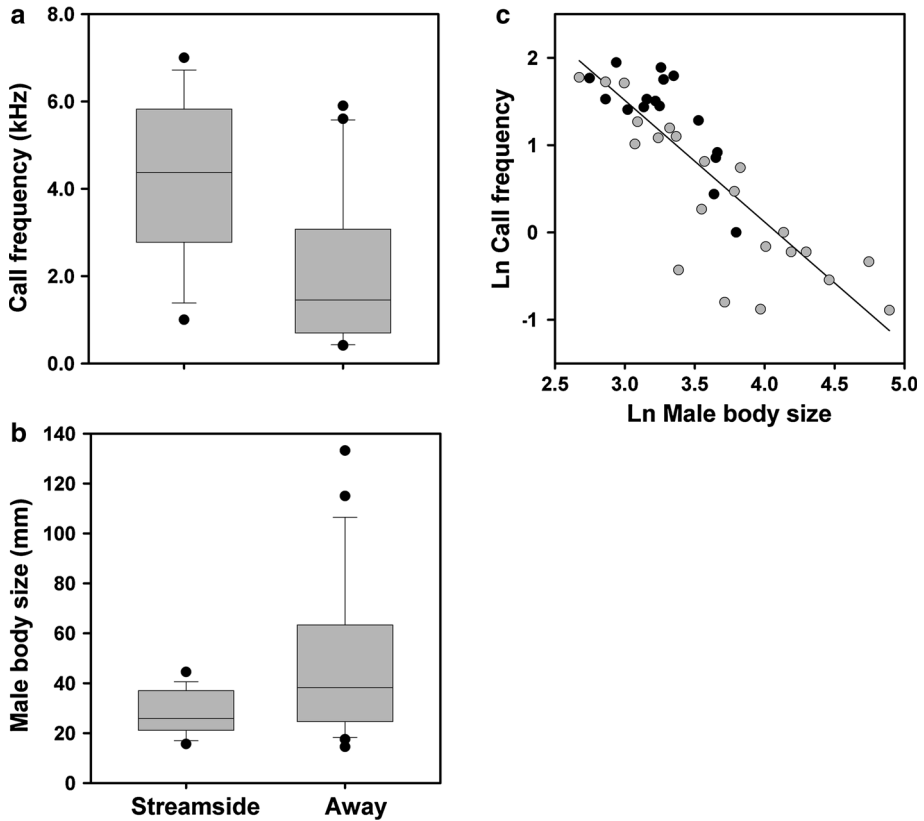 a
8.0
6.0
4.0
2.0
0.0
Call frequency (kHz)
b
140
120
100
80
60
40
20
0
Male body size (mm)
Streamside Away
c
2
1
0
-1
Ln Call frequency
2.5 3.0 3.5 4.0 4.5 5.0
Ln Male body size